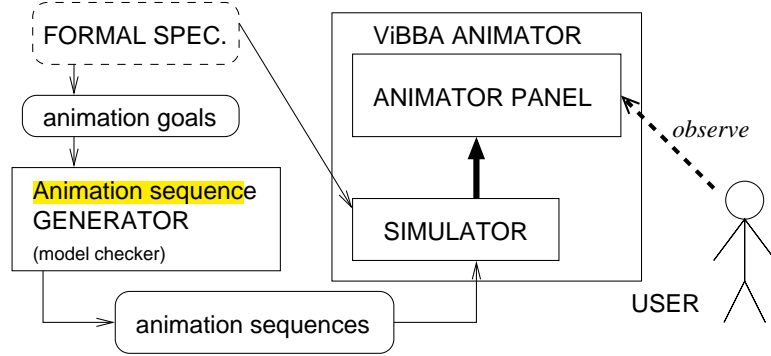 FORMAL SPEC.
ViBBA ANIMATOR
ANIMATOR PANEL
animation goals
observe
Animation sequence
GENERATOR
(model checker)
SIMULATOR
USER
animation sequences